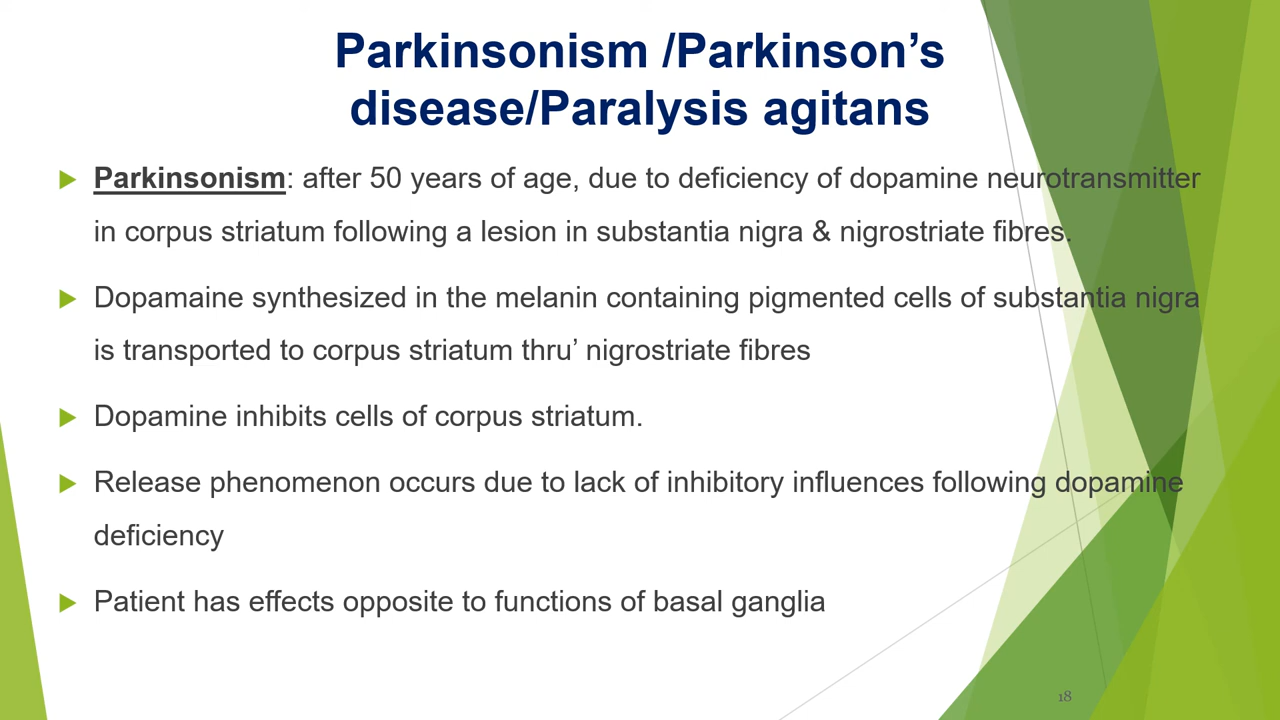 Parkinsonism /Parkinson’s
disease/Paralysis agitans
Parkinsonism: after 50 years of age, due to deficiency of dopamine neurotransmitter
in corpus striatum following a lesion in substantia nigra & nigrostriate fibres.
Dopamaine synthesized in the melanin containing pigmented cells of substantia nigra
is transported to corpus striatum thru’ nigrostriate fibres
Dopamine inhibits cells of corpus striatum.
Release phenomenon occurs due to lack of inhibitory influences following dopamine
deficiency
Patient has effects opposite to functions of basal ganglia
18